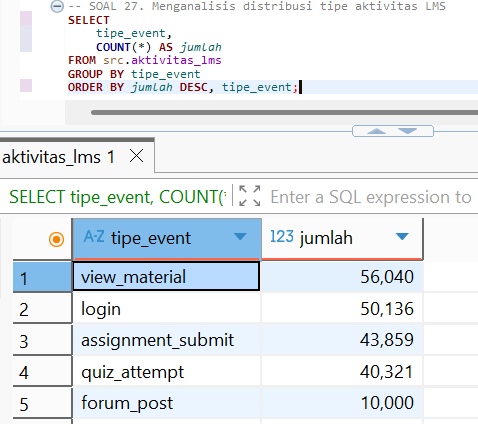 -- SOAL 27. Menganalisis distribusi tipe aktivitas LMS
SELECT
tipe_event,
COUNT(*) AS jumlah
FROM src.aktivitas_lms
GROUP BY tipe_event
ORDER BY jumlah DESC, tipe_event;
aktivitas_lms 1
SELECT tipe_event, COUNT(* Enter a SQL expression to
A-Z tipe_event 123 jumlah
1 view_material 56,040
2 login 50,136
3 assignment_submit 43,859
4 quiz_attempt 40,321
5 forum_post 10,000